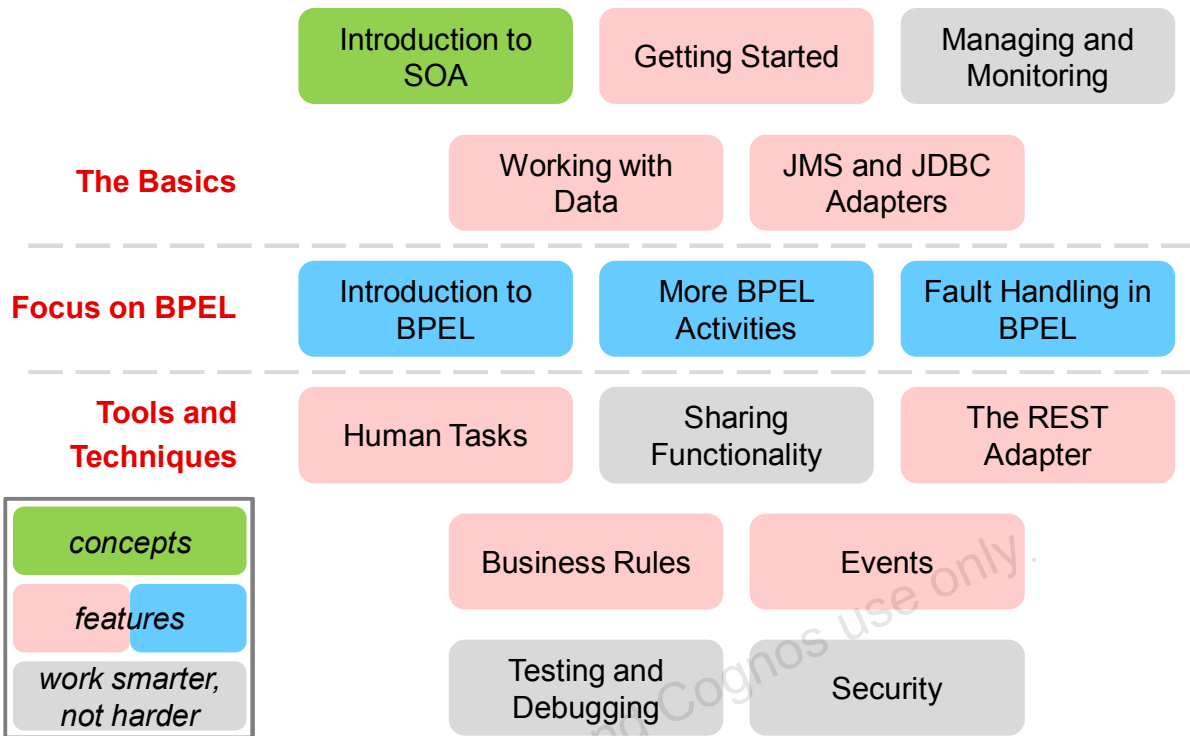 Introduction to
SOA
Getting Started
Managing and
Monitoring
The Basics
Working with
Data
JMS and JDBC
Adapters
Focus on BPEL
Introduction to
BPEL
More BPEL
Activities
Fault Handling in
BPEL
Tools and
Techniques
Human Tasks
Sharing
Functionality
The REST
Adapter
concepts
features
work smarter,
not harder
Business Rules
Events
Testing and
Debugging
Security
Cognos use only.